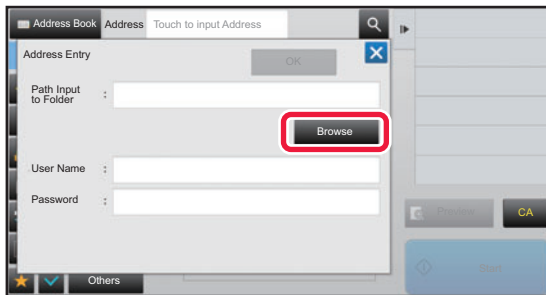 Address Book Address Touch to input Address
Address Entry OK
Path Input
to Folder :
Browse
User Name :
Password :
Preview CA
Start
Others